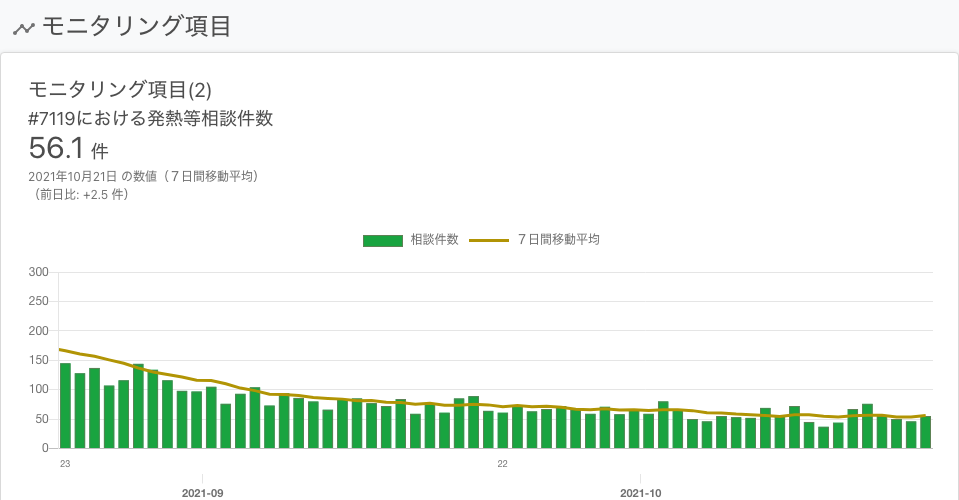 モニタリング項目
モニタリング項目(2)
#7119における発熱等相談件数
56.1 件
2021年10月21日 の数値（７日間移動平均）
（前日比: +2.5 件）
相談件数 ７日間移動平均
300
250
200
150
100
50
0
23 22
2021-09 2021-10